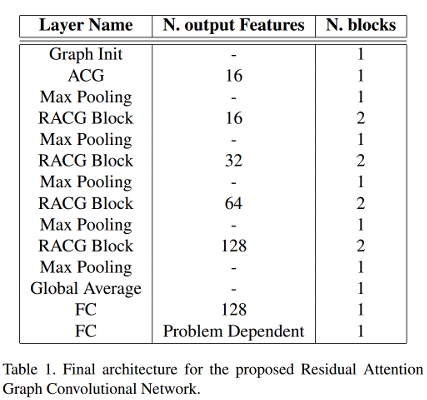 Layer Name N. output Features N. blocks
Graph Init - 1
ACG 16 1
Max Pooling - 1
RACG Block 16 2
Max Pooling - 1
RACG Block 32 2
Max Pooling - 1
RACG Block 64 2
Max Pooling - 1
RACG Block 128 2
Max Pooling - 1
Global Average - 1
FC 128 1
FC Problem Dependent 1
Table 1. Final architecture for the proposed Residual Attention
Graph Convolutional Network.